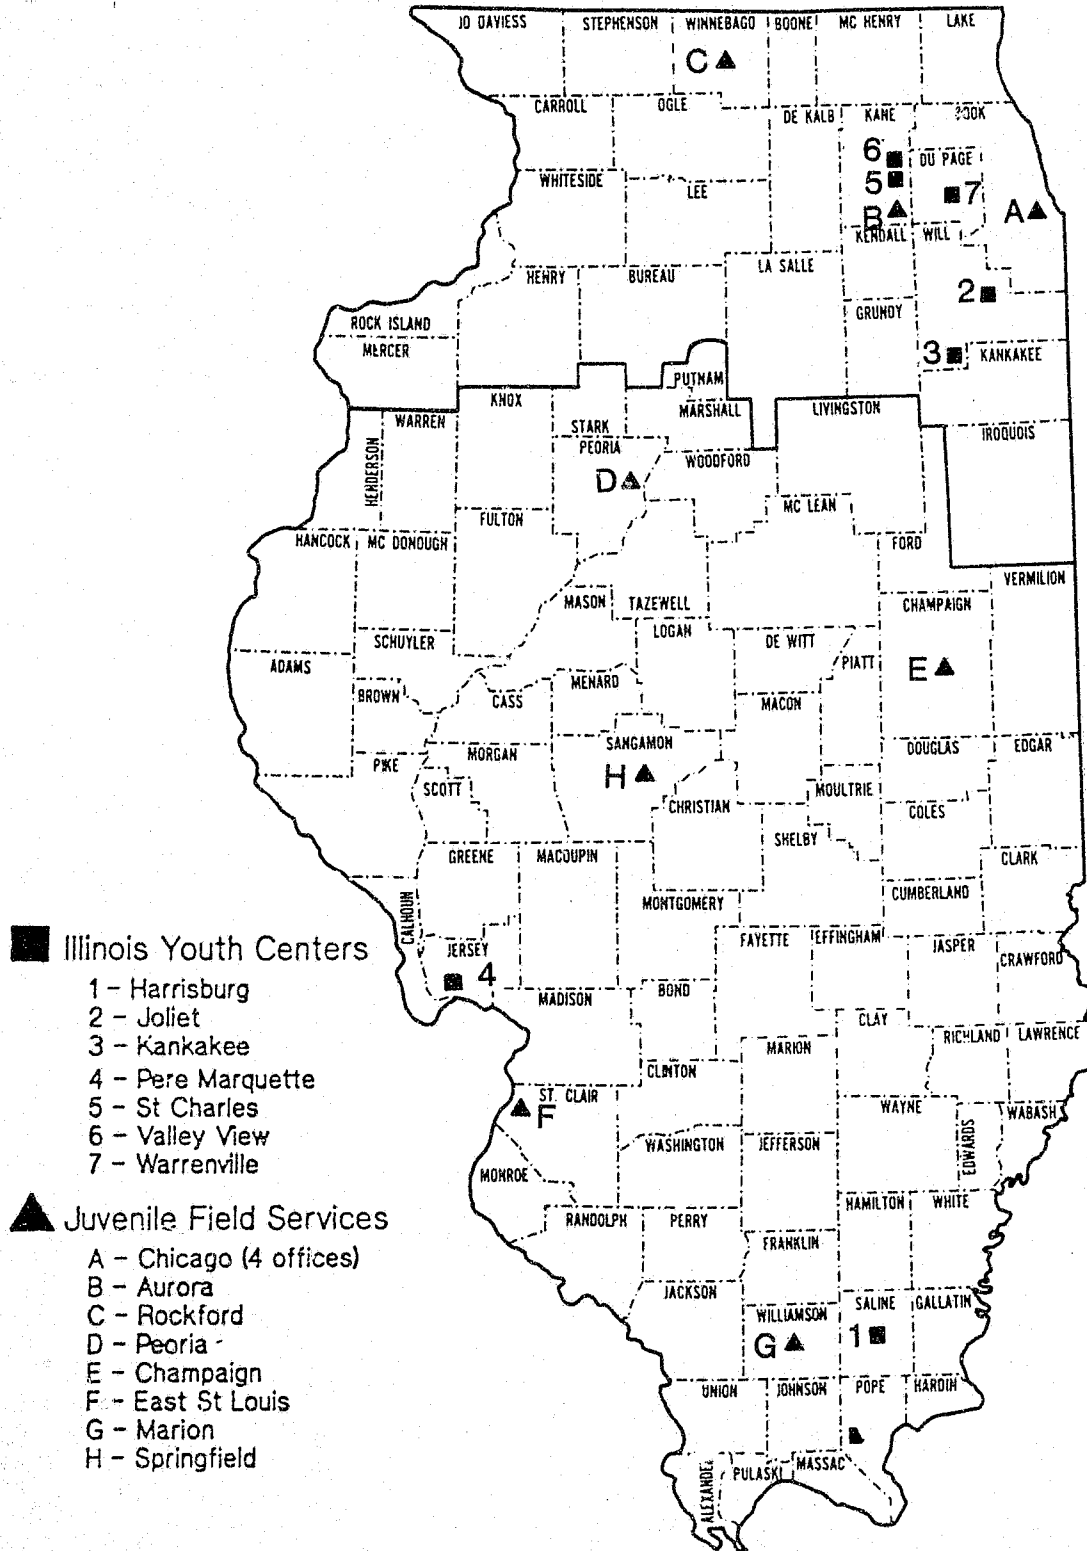 JO DAVIESS STEPHENSON WINNEBAGO BOONE MC HENRY LAKE
C
CARROLL OGLE DE KALB KANE
6 DU PAGE
WHITESIDE LEE 5 7 A
B
KENDALL WILL
HENRY BUREAU LA SALLE
2
ROCK ISLAND GRUNDY
MERCER 3 KANKAKEE
PUTNAM
KNOX MARSHALL LIVINGSTON
WARREN STARK IROQUOIS
HENDERSON PEORIA WOODFORD
D
FULTON MC LEAN
HANCOCK MC DONOUGH FORD
VERMILION
MASON TAZEWELL CHAMPAIGN
SCHUYLER LOGAN DE WITT
ADAMS PIATT E
BROWN CASS MENARD MACON
PIKE MORGAN SANGAMON DOUGLAS EDGAR
H
SCOTT CHRISTIAN MOULTRIE COLES
SHELBY
GREENE MACOUPIN CLARK
CALHOUN MONTGOMERY CUMBERLAND
JERSEY FAYETTE EFFINGHAM JASPER CRAWFORD
4
MADISON BOND CLAY
MARION RICHLAND LAWRENCE
CLINTON
ST. CLAIR WAYNE WABASH
F
WASHINGTON JEFFERSON EDWARDS
MONROE
RANDOLPH PERRY HAMILTON WHITE
FRANKLIN
JACKSON WILLIAMSON SALINE GALLATIN
G 1
UNION JOHNSON POPE HARDIN
PULASKI MASSAC
Illinois Youth Centers
1 - Harrisburg
2 - Joliet
3 - Kankakee
4 - Pere Marquette
5 - St Charles
6 - Valley View
7 - Warrenville
Juvenile Field Services
A - Chicago (4 offices)
B - Aurora
C - Rockford
D - Peoria
E - Champaign
F - East St Louis
G - Marion
H - Springfield